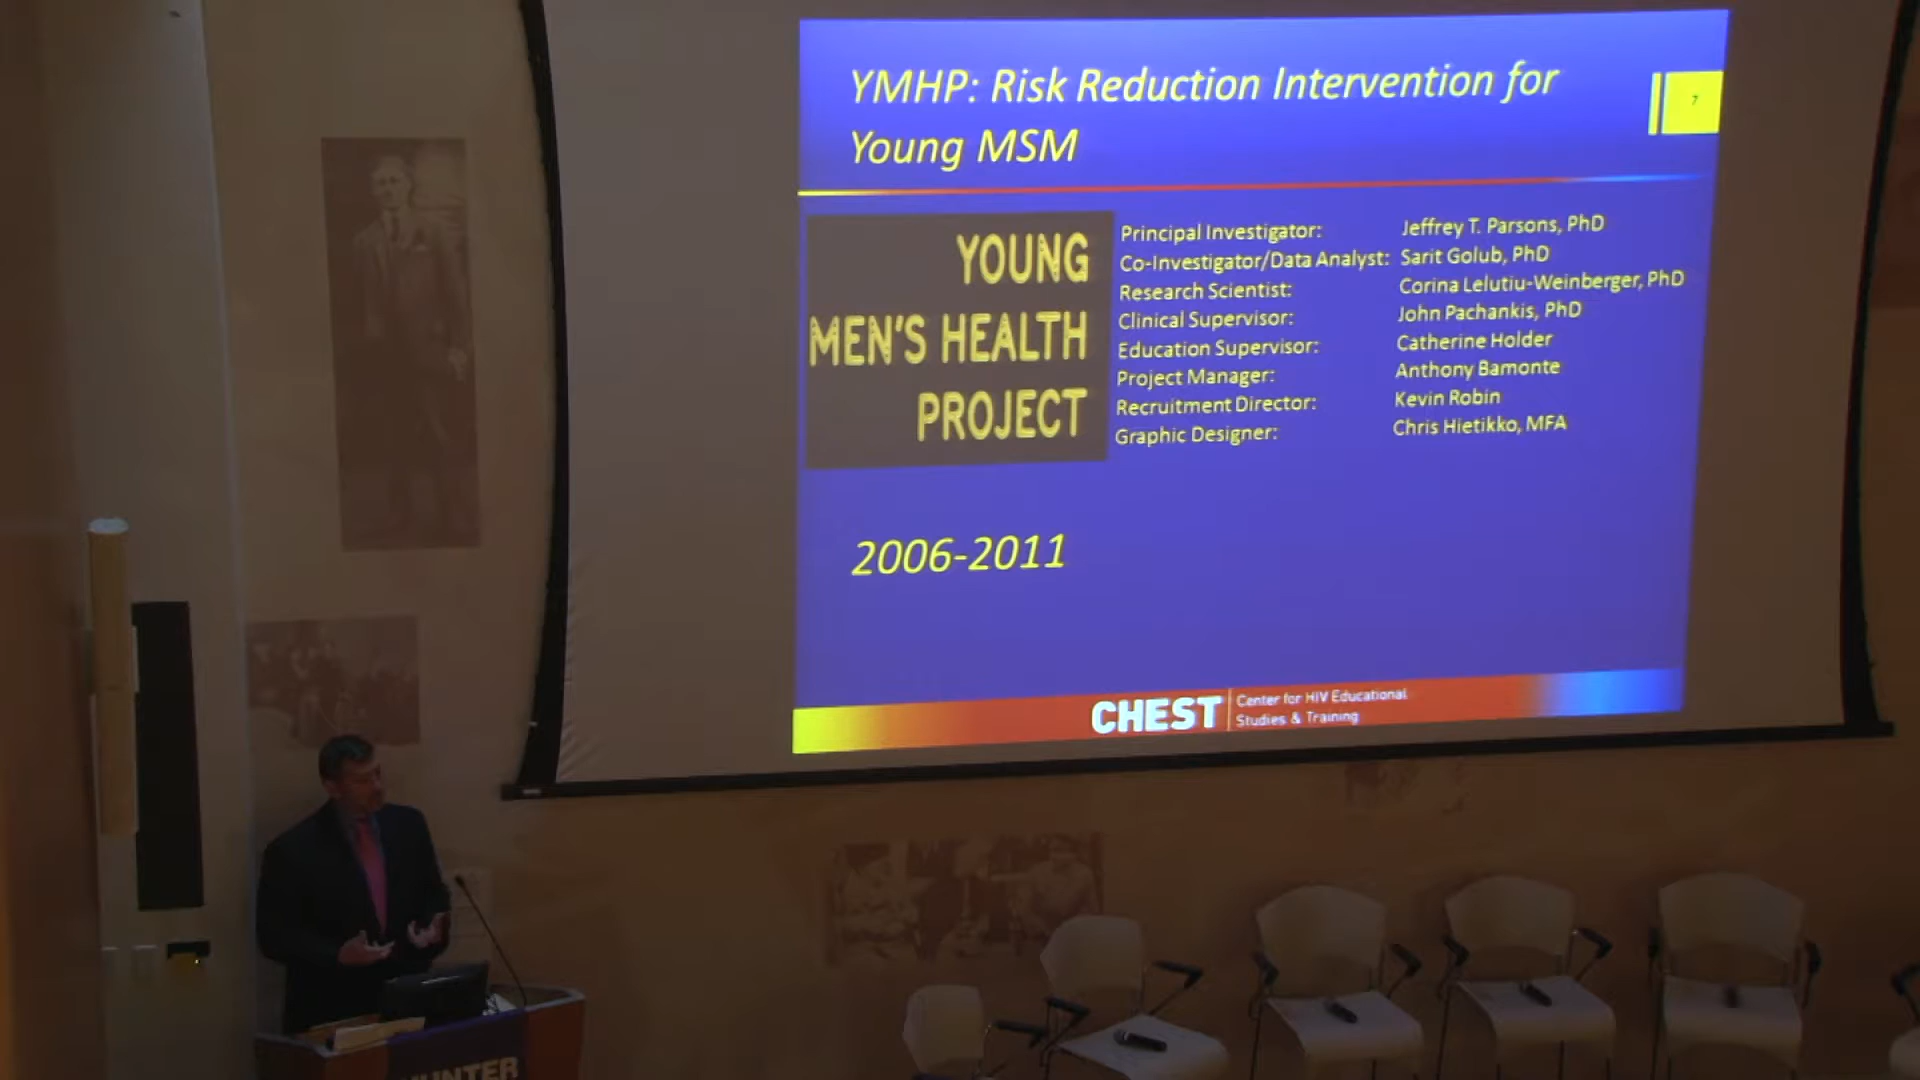 YMHP: Risk Reduction Intervention for
Young MSM
7
YOUNG
MEN'S HEALTH
PROJECT
Principal Investigator: Jeffrey T. Parsons, PhD
Co-Investigator/Data Analyst: Sarit Golub, PhD
Research Scientist: Corina Lelutiu-Weinberger, PhD
Clinical Supervisor: John Pachankis, PhD
Education Supervisor: Catherine Holder
Project Manager: Anthony Bamonte
Recruitment Director: Kevin Robin
Graphic Designer: Chris Hietikko, MFA
2006-2011
CHEST
Center for HIV Educational
Studies & Training
HUNTER